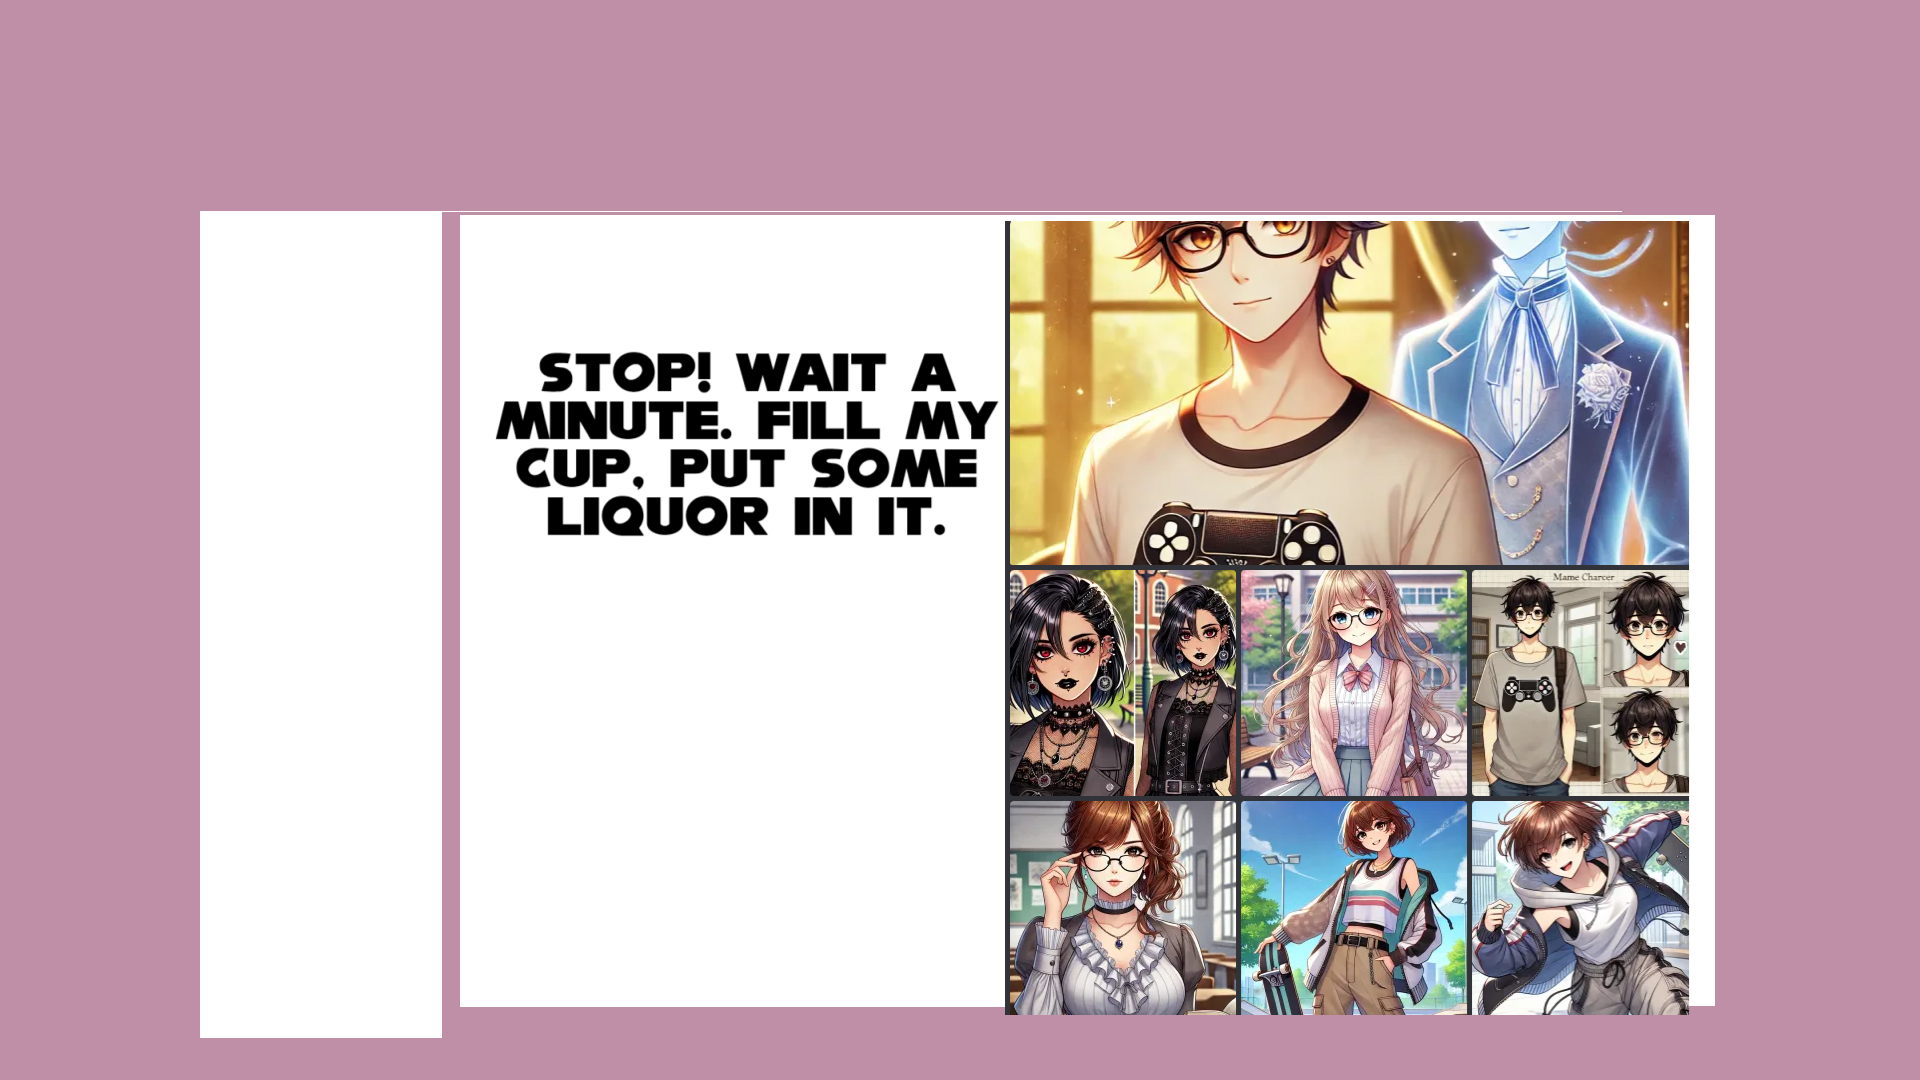 STOP! WAIT A
MINUTE. FILL MY
CUP, PUT SOME
LIQUOR IN IT.
Mame Charcer